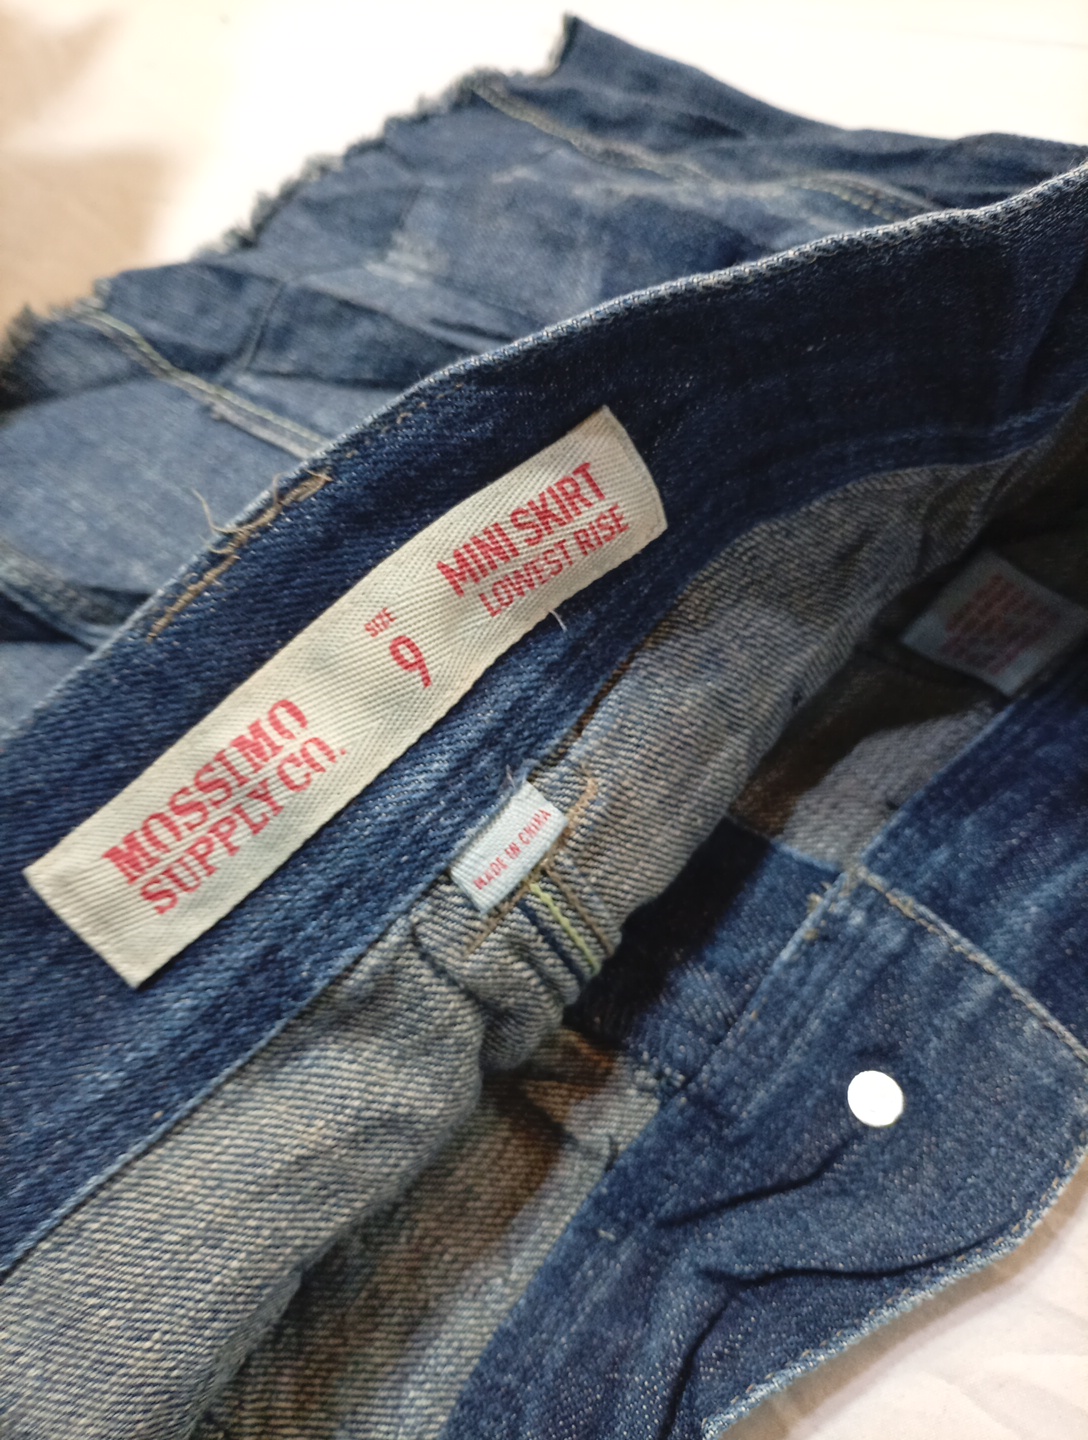 MOSSIMO
SUPPLY CO.
SIZE
9
MINI SKIRT
LOWEST RISE
MADE IN CHINA